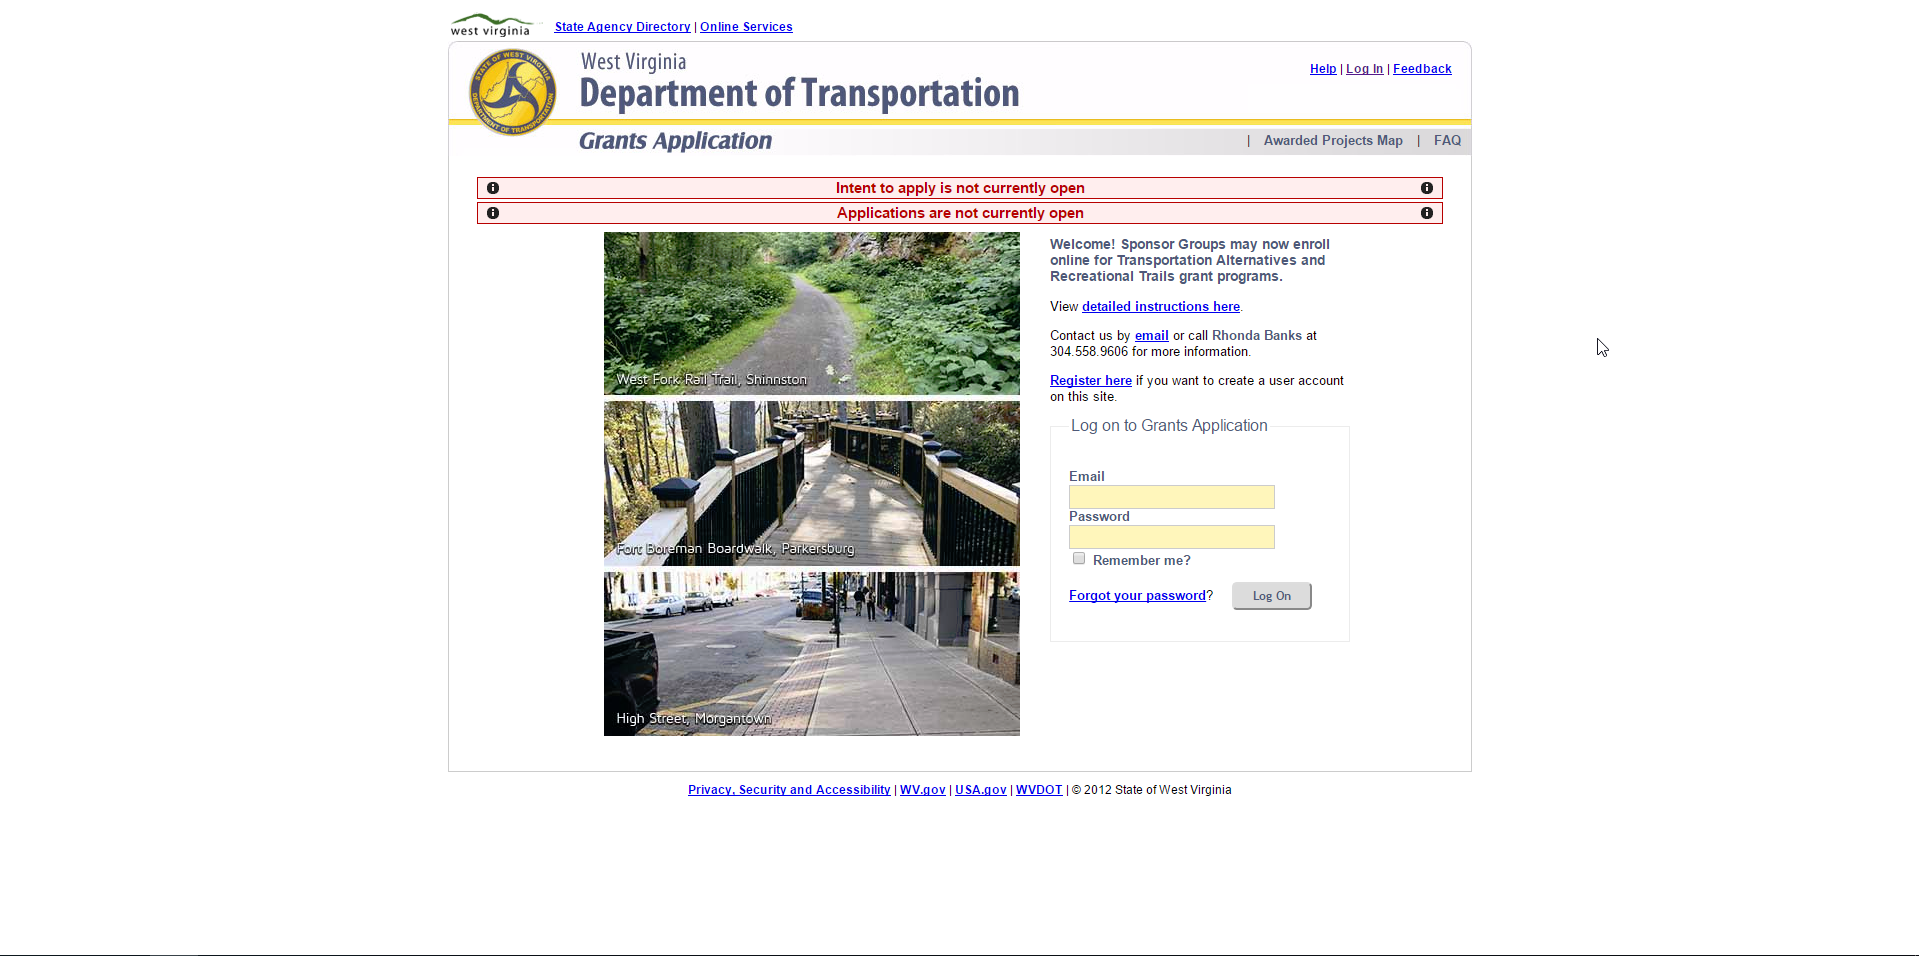 west virginia
State Agency Directory | Online Services
STATE OF WEST VIRGINIA
DEPARTMENT OF TRANSPORTATION
West Virginia
Department of Transportation
Help | Log In | Feedback
Grants Application
| Awarded Projects Map | FAQ
Intent to apply is not currently open
Applications are not currently open
West Fork Rail Trail, Shinnston
Fort Boreman Boardwalk, Parkersburg
High Street, Morgantown
Welcome! Sponsor Groups may now enroll
online for Transportation Alternatives and
Recreational Trails grant programs.
View detailed instructions here.
Contact us by email or call Rhonda Banks at
304.558.9606 for more information.
Register here if you want to create a user account
on this site.
Log on to Grants Application
Email
Password
Remember me?
Forgot your password?
Log On
Privacy, Security and Accessibility | WV.gov | USA.gov | WVDOT | © 2012 State of West Virginia